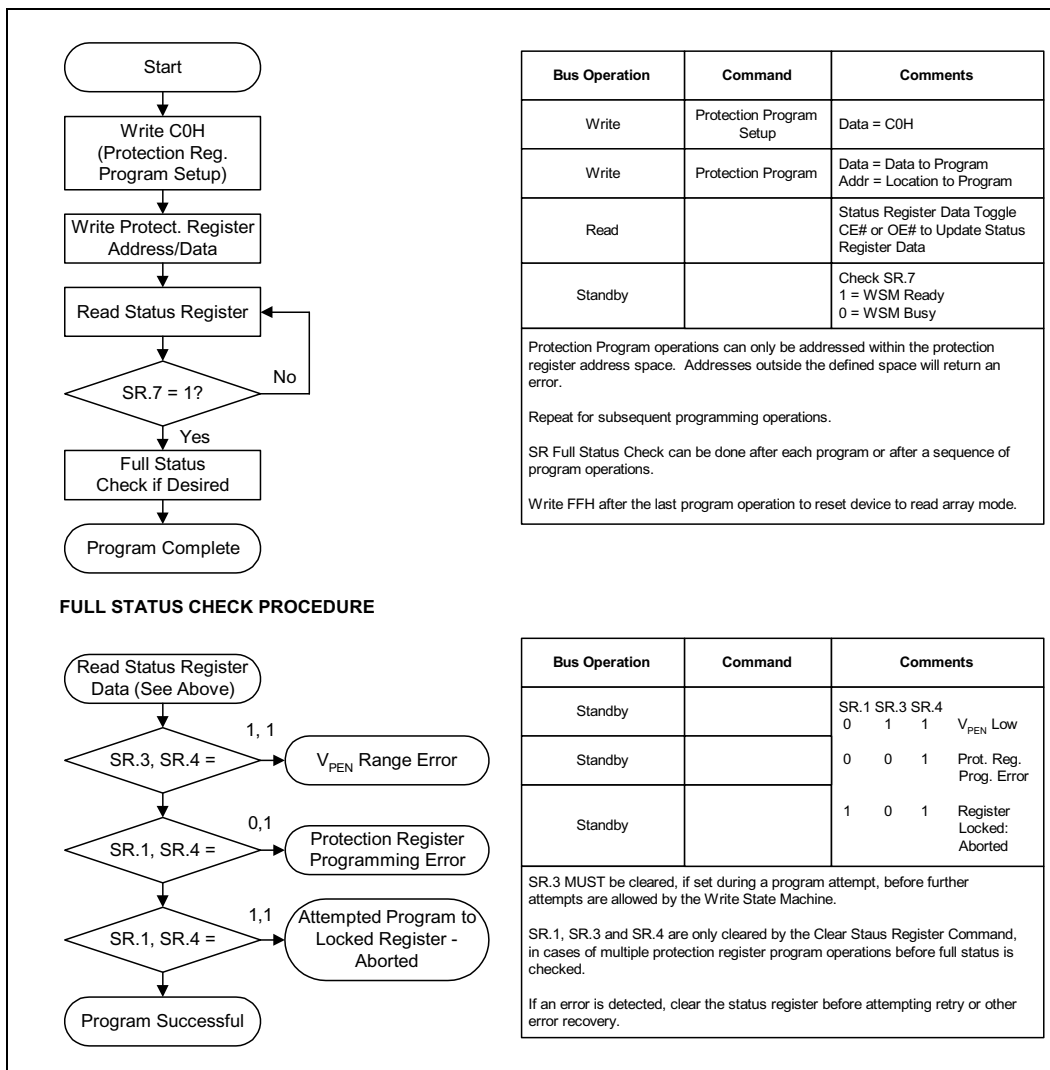 Start
Write C0H
(Protection Reg.
Program Setup)
Write Protect. Register
Address/Data
Read Status Register
No
SR.7 = 1?
Yes
Full Status
Check if Desired
Program Complete
Bus Operation Command Comments
Write Protection Program
Setup Data = C0H
Write Protection Program Data = Data to Program
Addr = Location to Program
Read Status Register Data Toggle
CE# or OE# to Update Status
Register Data
Standby Check SR.7
1 = WSM Ready
0 = WSM Busy
Protection Program operations can only be addressed within the protection
register address space. Addresses outside the defined space will return an
error.
Repeat for subsequent programming operations.
SR Full Status Check can be done after each program or after a sequence of
program operations.
Write FFH after the last program operation to reset device to read array mode.
FULL STATUS CHECK PROCEDURE
Read Status Register
Data (See Above)
1, 1
SR.3, SR.4 =
VPEN Range Error
0,1
SR.1, SR.4 =
Protection Register
Programming Error
1,1
SR.1, SR.4 =
Attempted Program to
Locked Register -
Aborted
Program Successful
Bus Operation Command Comments
Standby SR.1 SR.3 SR.4
0 1 1 VPEN Low
Standby 0 0 1 Prot. Reg.
Prog. Error
Standby 1 0 1 Register
Locked:
Aborted
SR.3 MUST be cleared, if set during a program attempt, before further
attempts are allowed by the Write State Machine.
SR.1, SR.3 and SR.4 are only cleared by the Clear Staus Register Command,
in cases of multiple protection register program operations before full status is
checked.
If an error is detected, clear the status register before attempting retry or other
error recovery.